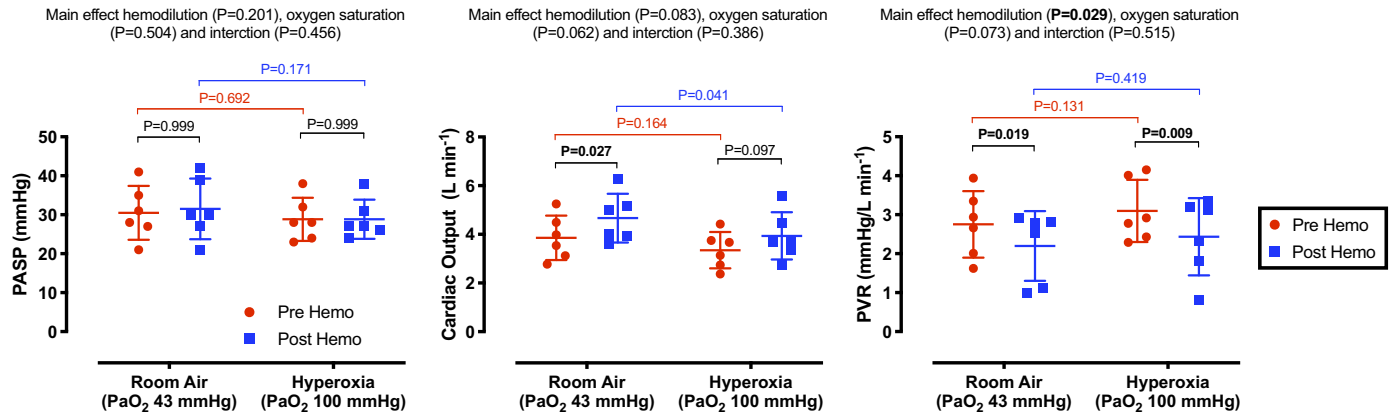 Main effect hemodilution (P=0.201), oxygen saturation
(P=0.504) and interction (P=0.456)
P=0.171
P=0.692
P=0.999
P=0.999
PASP (mmHg)
50
40
30
20
10
0
Pre Hemo
Post Hemo
Room Air
(PaO₂ 43 mmHg)
Hyperoxia
(PaO₂ 100 mmHg)
Main effect hemodilution (P=0.083), oxygen saturation
(P=0.062) and interction (P=0.386)
P=0.041
P=0.164
P=0.027
P=0.097
Cardiac Output (L min⁻¹)
8
6
4
2
0
Room Air
(PaO₂ 43 mmHg)
Hyperoxia
(PaO₂ 100 mmHg)
Main effect hemodilution (P=0.029), oxygen saturation
(P=0.073) and interction (P=0.515)
P=0.419
P=0.131
P=0.019
P=0.009
PVR (mmHg/L min⁻¹)
5
4
3
2
1
0
Room Air
(PaO₂ 43 mmHg)
Hyperoxia
(PaO₂ 100 mmHg)
Pre Hemo
Post Hemo